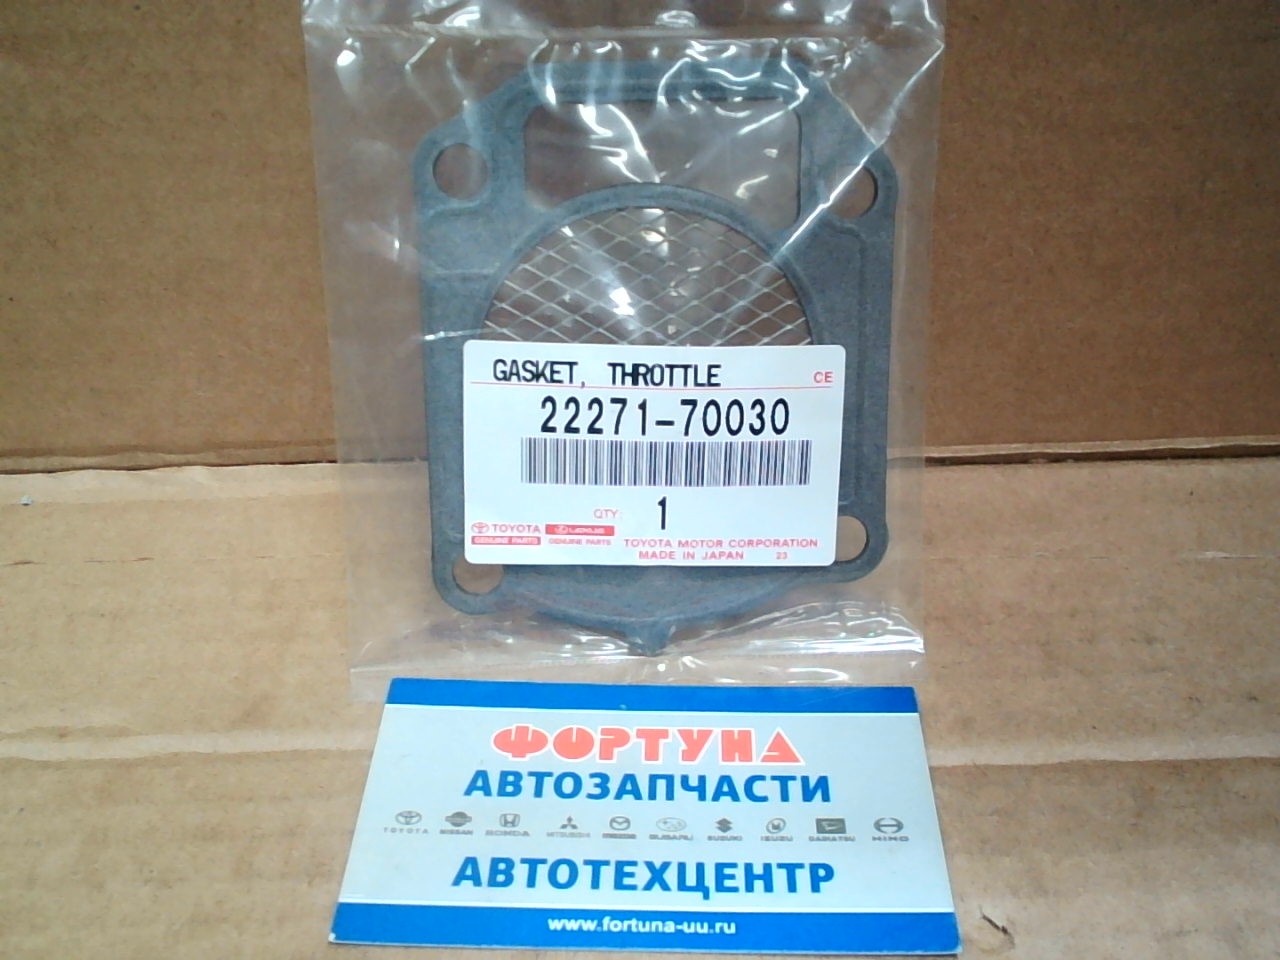 GASKET, THROTTLE
CE
22271-70030
QTY: 1
TOYOTA LEXUS TOYOTA MOTOR CORPORATION
GENUINE PARTS GENUINE PARTS MADE IN JAPAN 23
ФОРТУНА
АВТОЗАПЧАСТИ
TOYOTA NISSAN HONDA MITSUBISHI MAZDA SUBARU SUZUKI ISUZU DAIHATSU HINO
АВТОТЕХЦЕНТР
www.fortuna-uu.ru